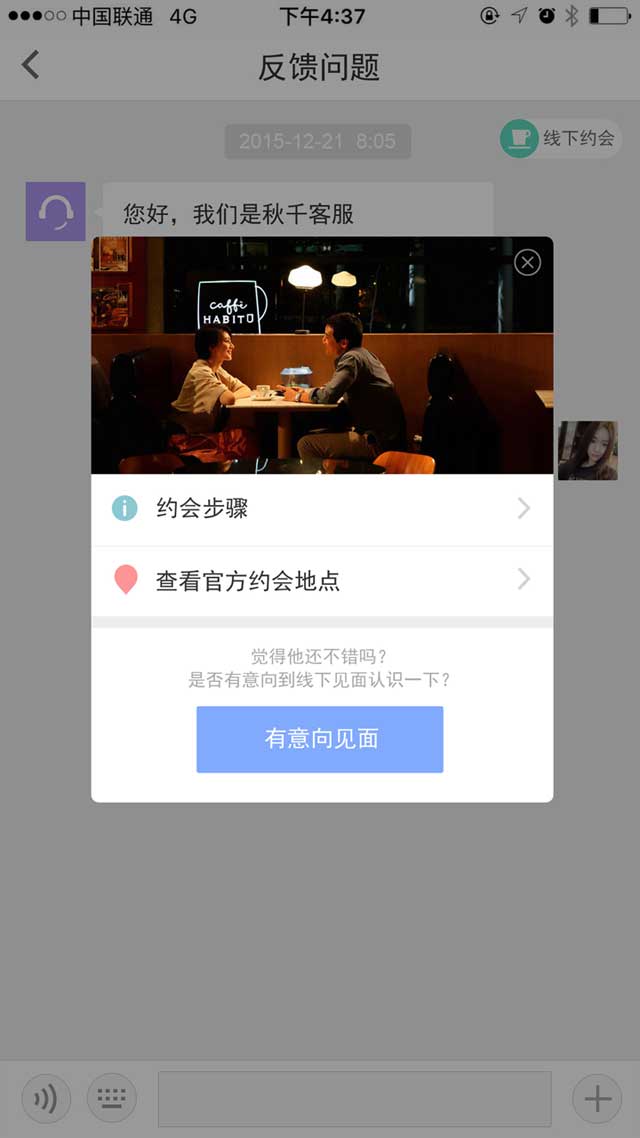 中国联通 4G 下午4:37
反馈问题
2015-12-21 8:05
线下约会
您好，我们是秋千客服
caffè
HABITŪ
约会步骤
查看官方约会地点
觉得他还不错吗？
是否有意向到线下见面认识一下？
有意向见面